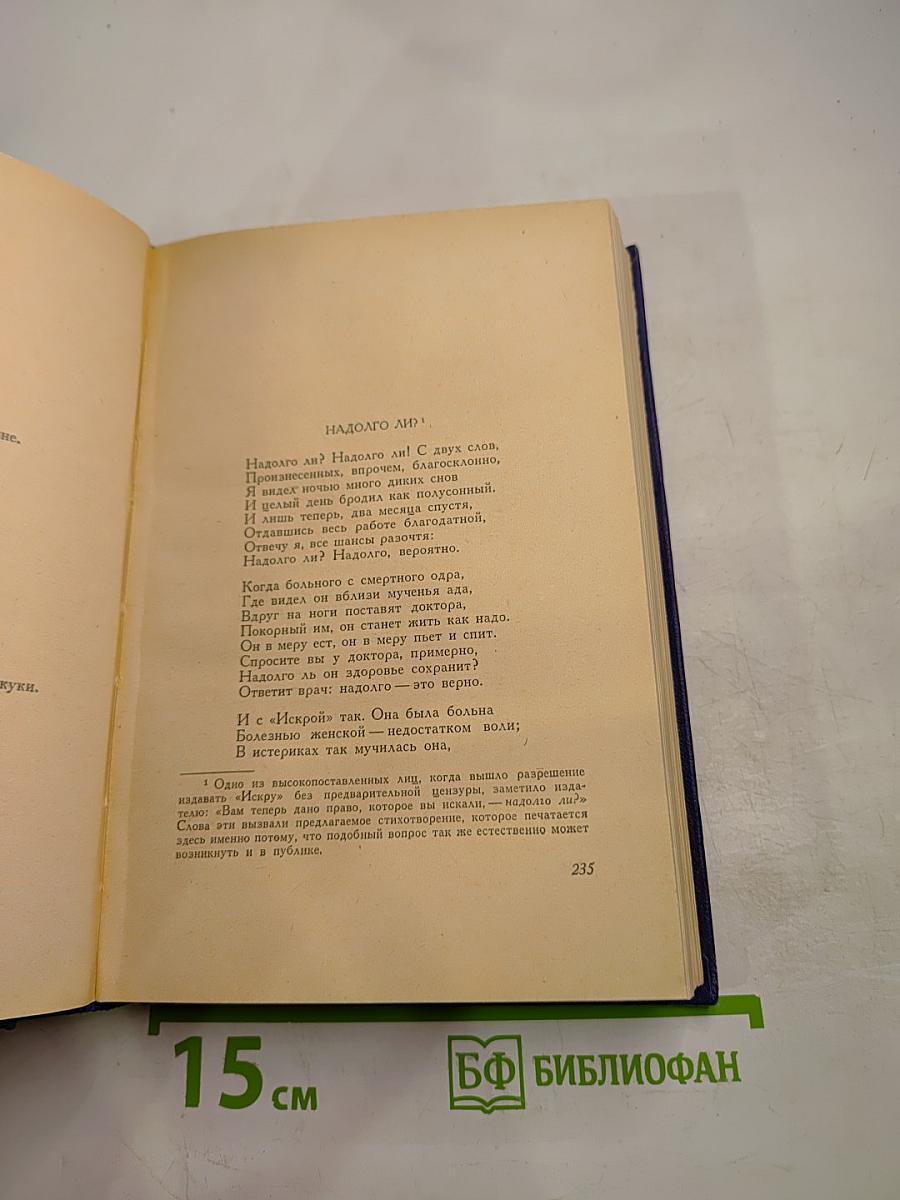 не.
куки.
НАДОЛГО ЛИ? ¹
Надолго ли? Надолго ли! С двух слов,
Произнесенных, впрочем, благосклонно,
Я видел ночью много диких снов
И целый день бродил как полусонный.
И лишь теперь, два месяца спустя,
Отдавшись весь работе благодатной,
Отвечу я, все шансы разочтя:
Надолго ли? Надолго, вероятно.
Когда больного с смертного одра,
Где видел он вблизи мученья ада,
Вдруг на ноги поставят доктора,
Покорный им, он станет жить как надо.
Он в меру ест, он в меру пьет и спит.
Спросите вы у доктора, примерно,
Надолго ль он здоровье сохранит?
Ответит врач: надолго — это верно.
И с «Искрой» так. Она была больна
Болезнью женской — недостатком воли;
В истериках так мучилась она,
¹ Одно из высокопоставленных лиц, когда вышло разрешение
издавать «Искру» без предварительной цензуры, заметило изда-
телю: «Вам теперь дано право, которое вы искали, — надолго ли?»
Слова эти вызвали предлагаемое стихотворение, которое печатается
здесь именно потому, что подобный вопрос так же естественно может
возникнуть и в публике.
235
15 см
БФ БИБЛИОФАН